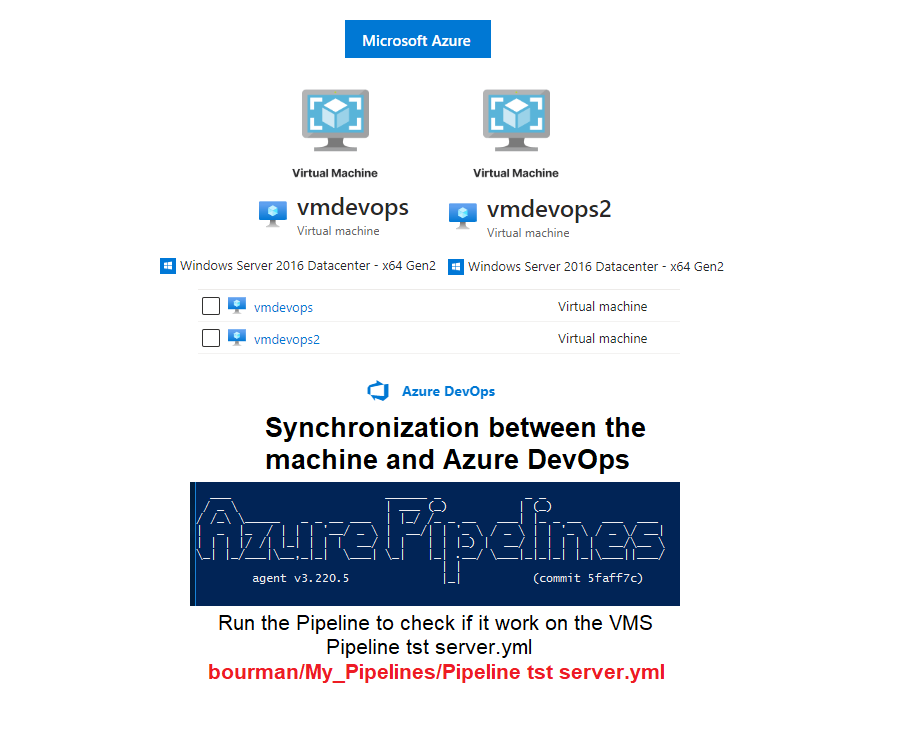 Microsoft Azure
Virtual Machine Virtual Machine
vmdevops vmdevops2
Virtual machine Virtual machine
Windows Server 2016 Datacenter - x64 Gen2 Windows Server 2016 Datacenter - x64 Gen2
vmdevops Virtual machine
vmdevops2 Virtual machine
Azure DevOps
Synchronization between the
machine and Azure DevOps
Azure Pipelines
agent v3.220.5 (commit 5faff7c)
Run the Pipeline to check if it work on the VMS
Pipeline tst server.yml
bourman/My_Pipelines/Pipeline tst server.yml